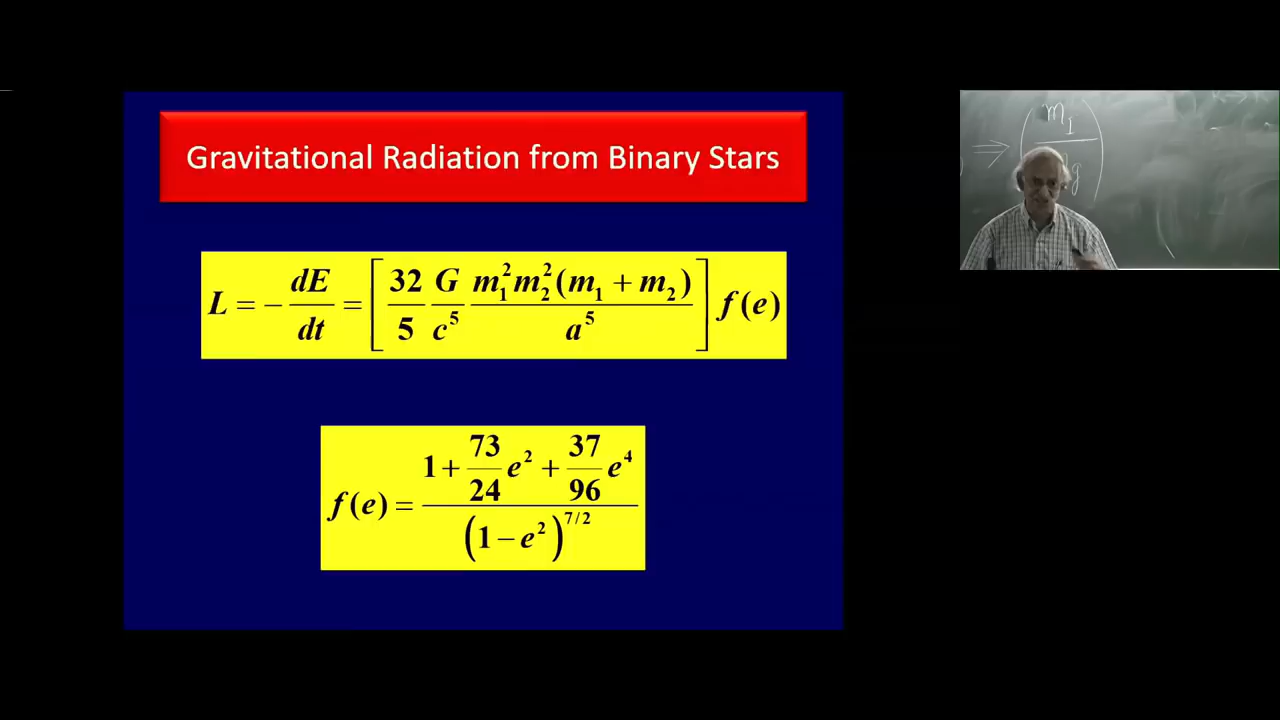 Gravitational Radiation from Binary Stars
L = − dE/dt = [ 32/5 G/c^5 m_1^2 m_2^2 (m_1 + m_2)/a^5 ] f(e)
f(e) = (1 + 73/24 e^2 + 37/96 e^4)/(1 − e^2)^{7/2}
⇒ (m_I
g)